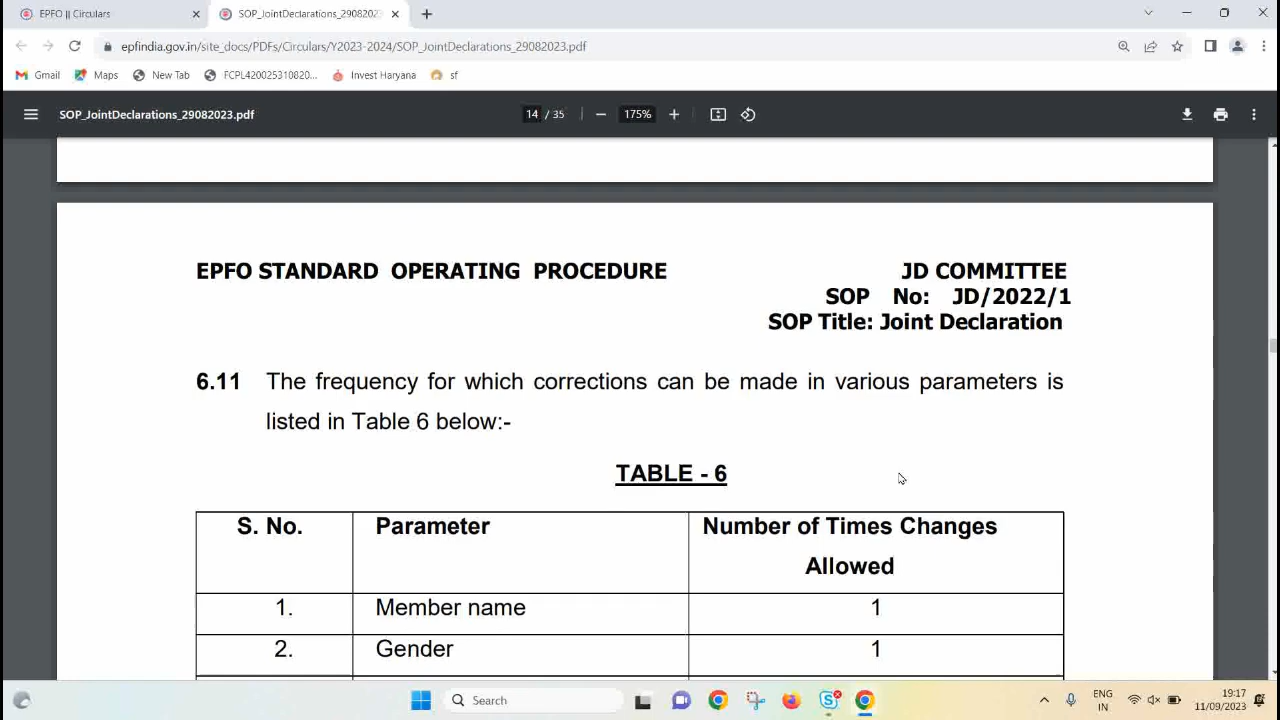 EPFO || Circulars
SOP_JointDeclarations_29082023
epfindia.gov.in/site_docs/PDFs/Circulars/Y2023-2024/SOP_JointDeclarations_29082023.pdf
Gmail Maps New Tab FCPL420025310820... Invest Haryana sf
SOP_JointDeclarations_29082023.pdf 14 / 35 175%
EPFO STANDARD OPERATING PROCEDURE JD COMMITTEE
SOP No: JD/2022/1
SOP Title: Joint Declaration
6.11 The frequency for which corrections can be made in various parameters is
listed in Table 6 below:-
TABLE - 6
S. No. Parameter Number of Times Changes
Allowed
1. Member name 1
2. Gender 1
Search
ENG 19:17
IN 11/09/2023